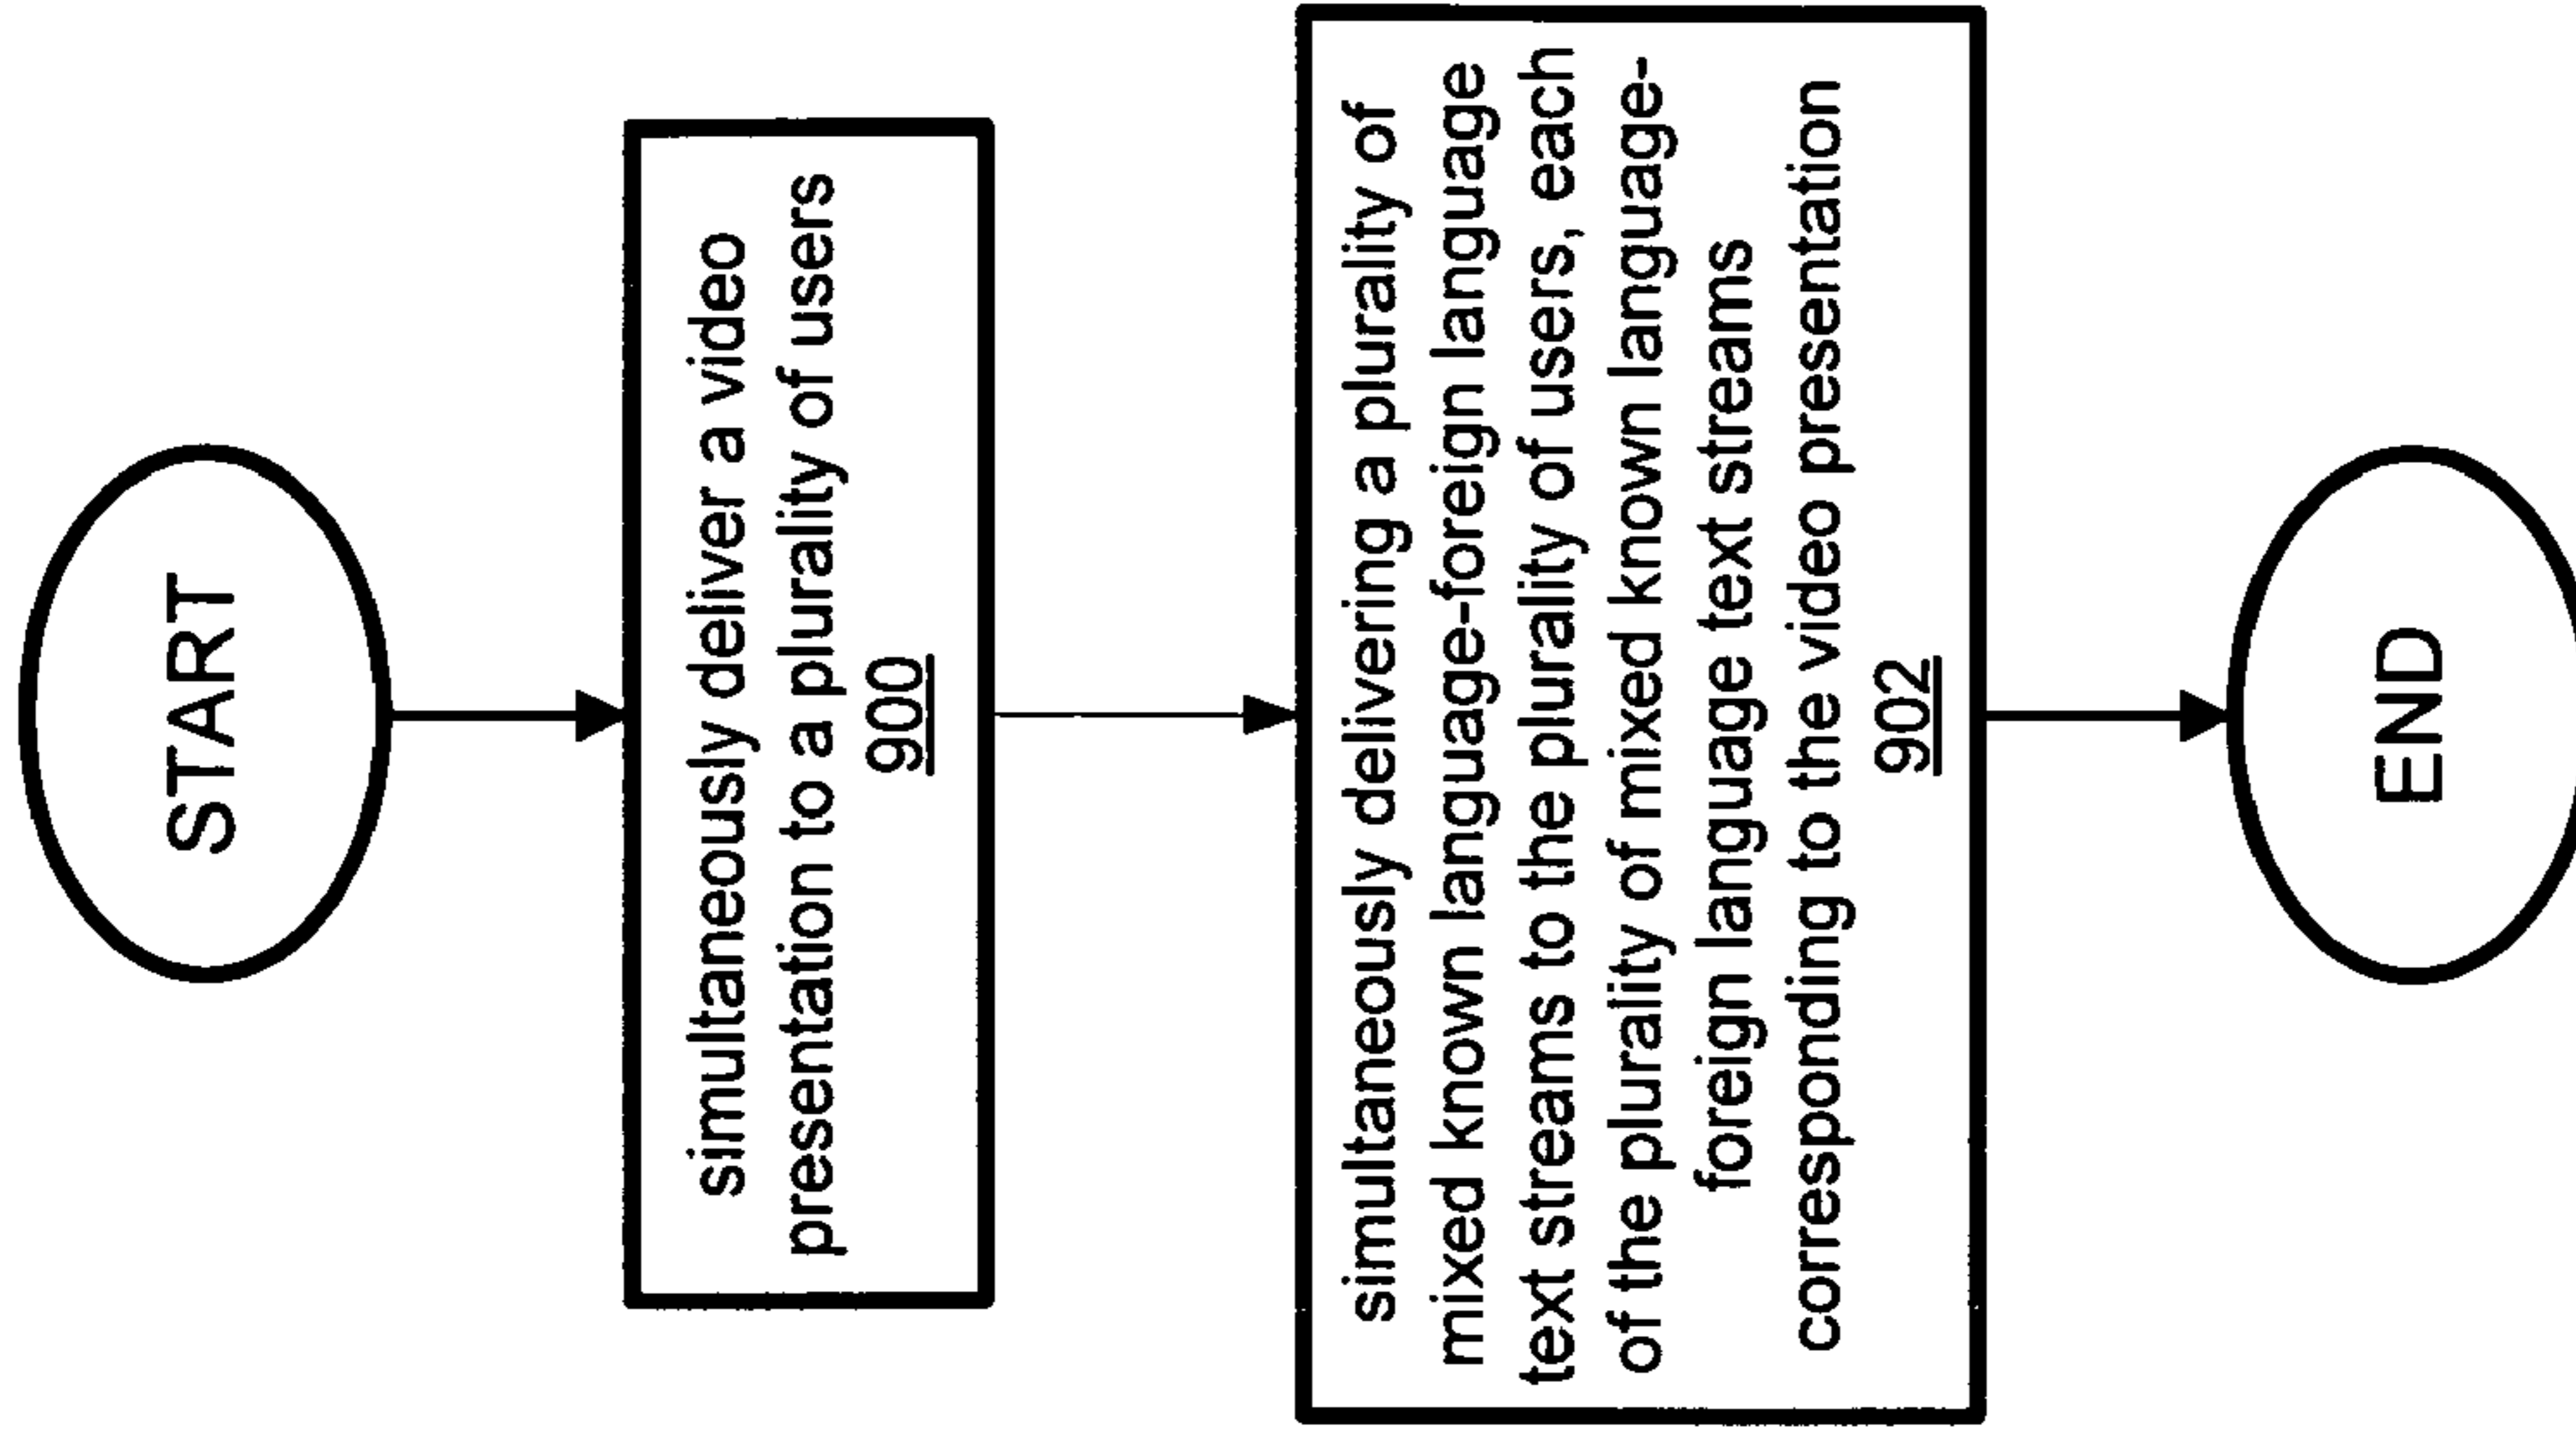 START
simultaneously deliver a video
presentation to a plurality of users
900
simultaneously delivering a plurality of
mixed known language-foreign language
text streams to the plurality of users, each
of the plurality of mixed known language-
foreign language text streams
corresponding to the video presentation
902
END